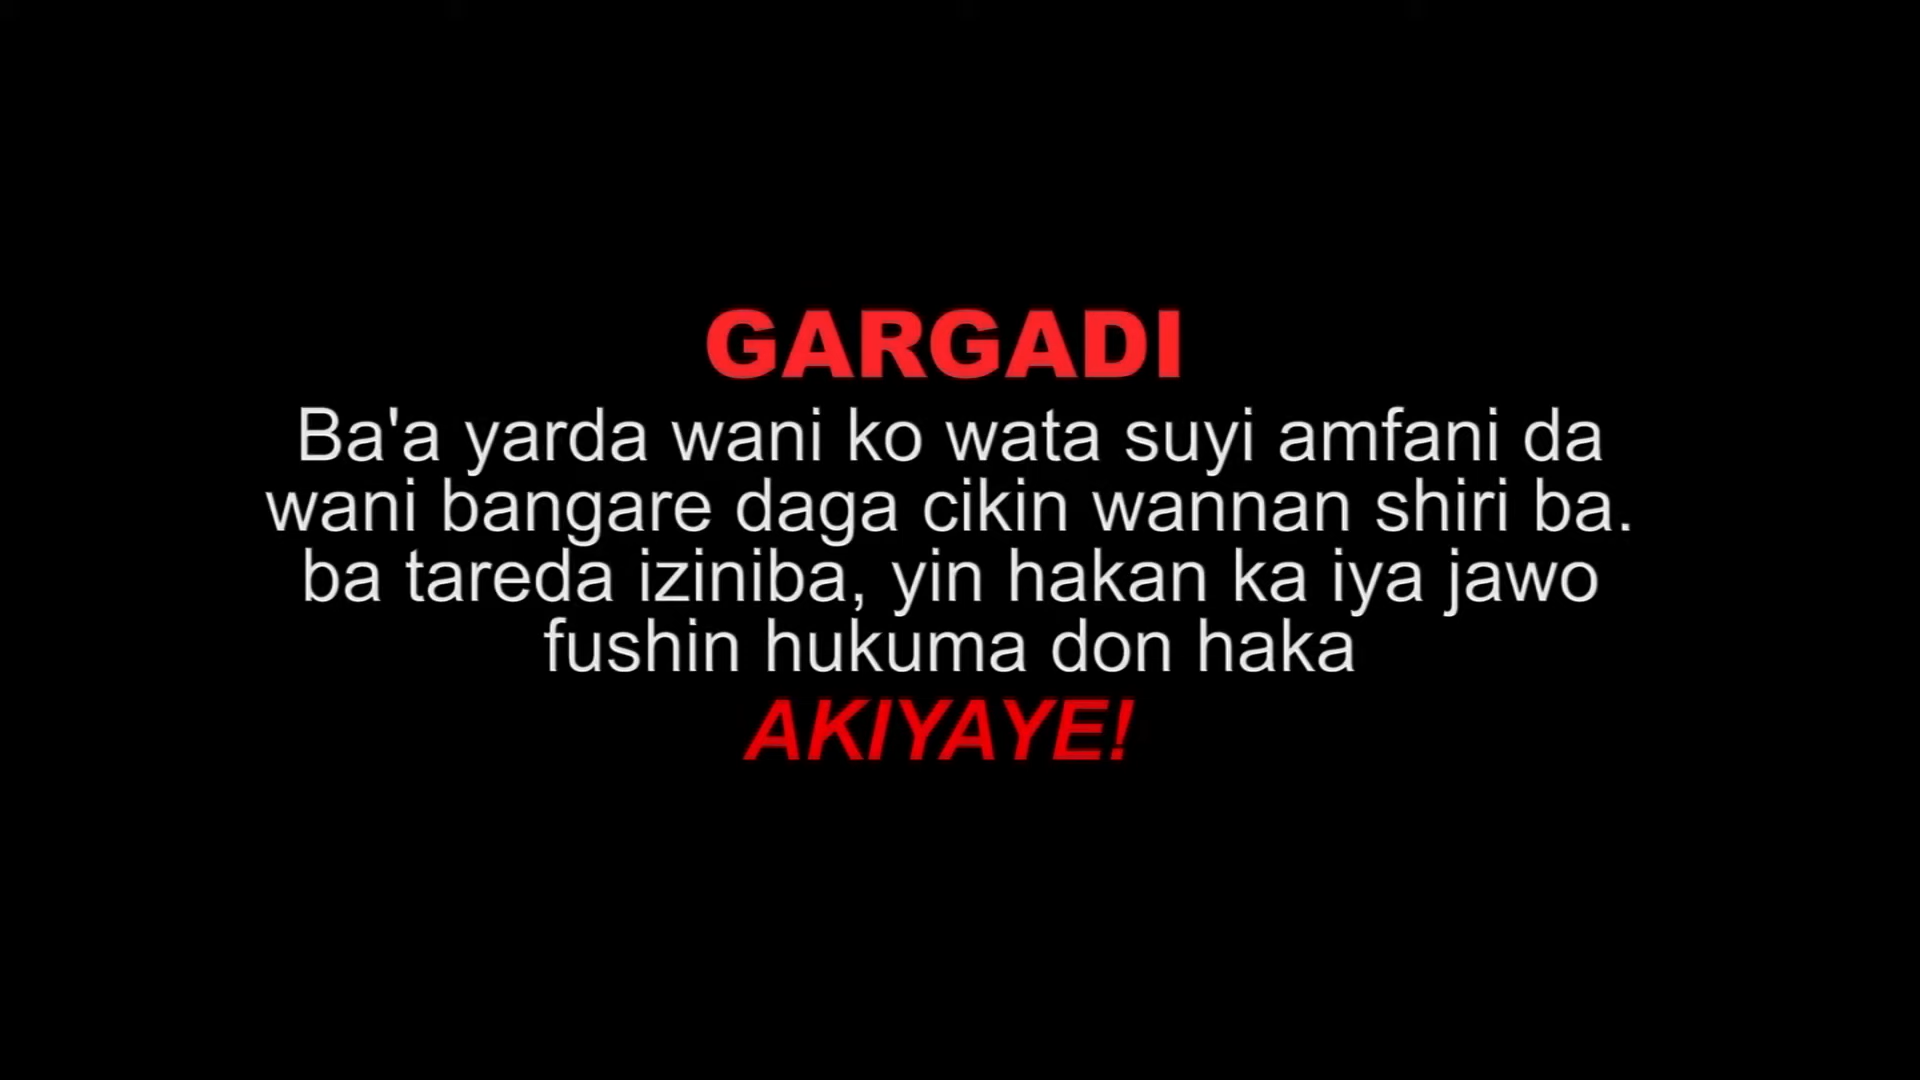 GARGADI
Ba'a yarda wani ko wata suyi amfani da
wani bangare daga cikin wannan shiri ba.
ba tareda iziniba, yin hakan ka iya jawo
fushin hukuma don haka
AKIYAYE!